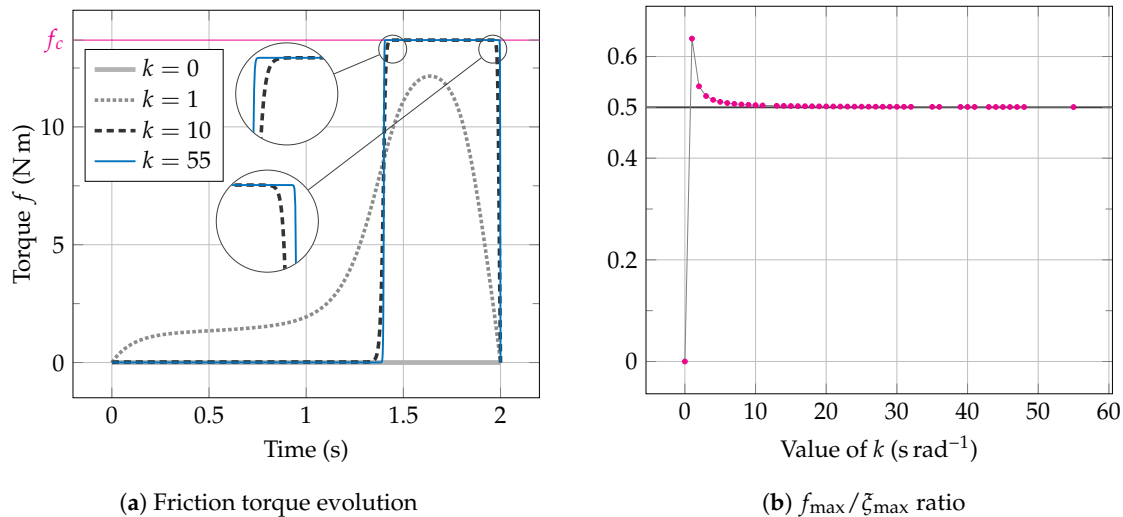 f_c
k = 0
k = 1
k = 10
k = 55
10
5
0
Torque f (N m)
0 0.5 1 1.5 2
Time (s)
(a) Friction torque evolution
0.6
0.5
0.4
0.2
0
0 10 20 30 40 50 60
Value of k (s rad⁻¹)
(b) f_max/ξ_max ratio